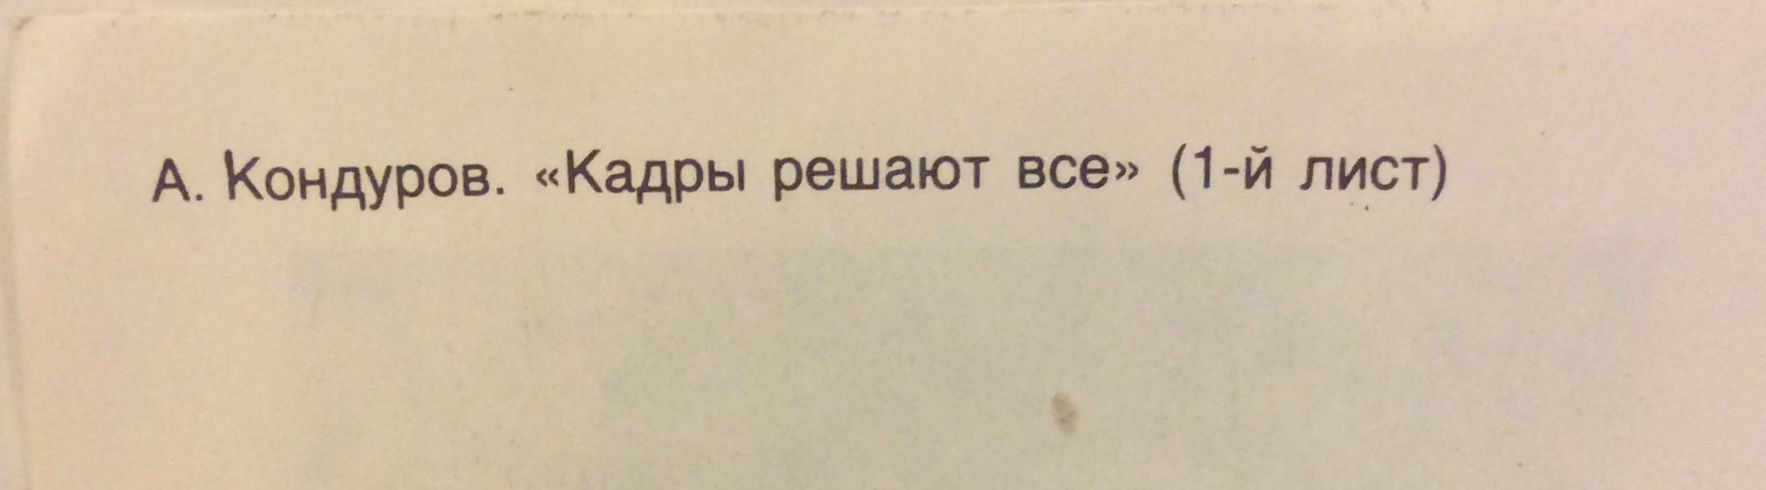 А. Кондуров. «Кадры решают все» (1-й лист)